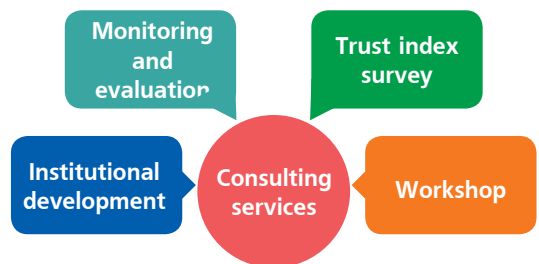 Monitoring
and
evaluation
Trust index
survey
Institutional
development
Consulting
services
Workshop